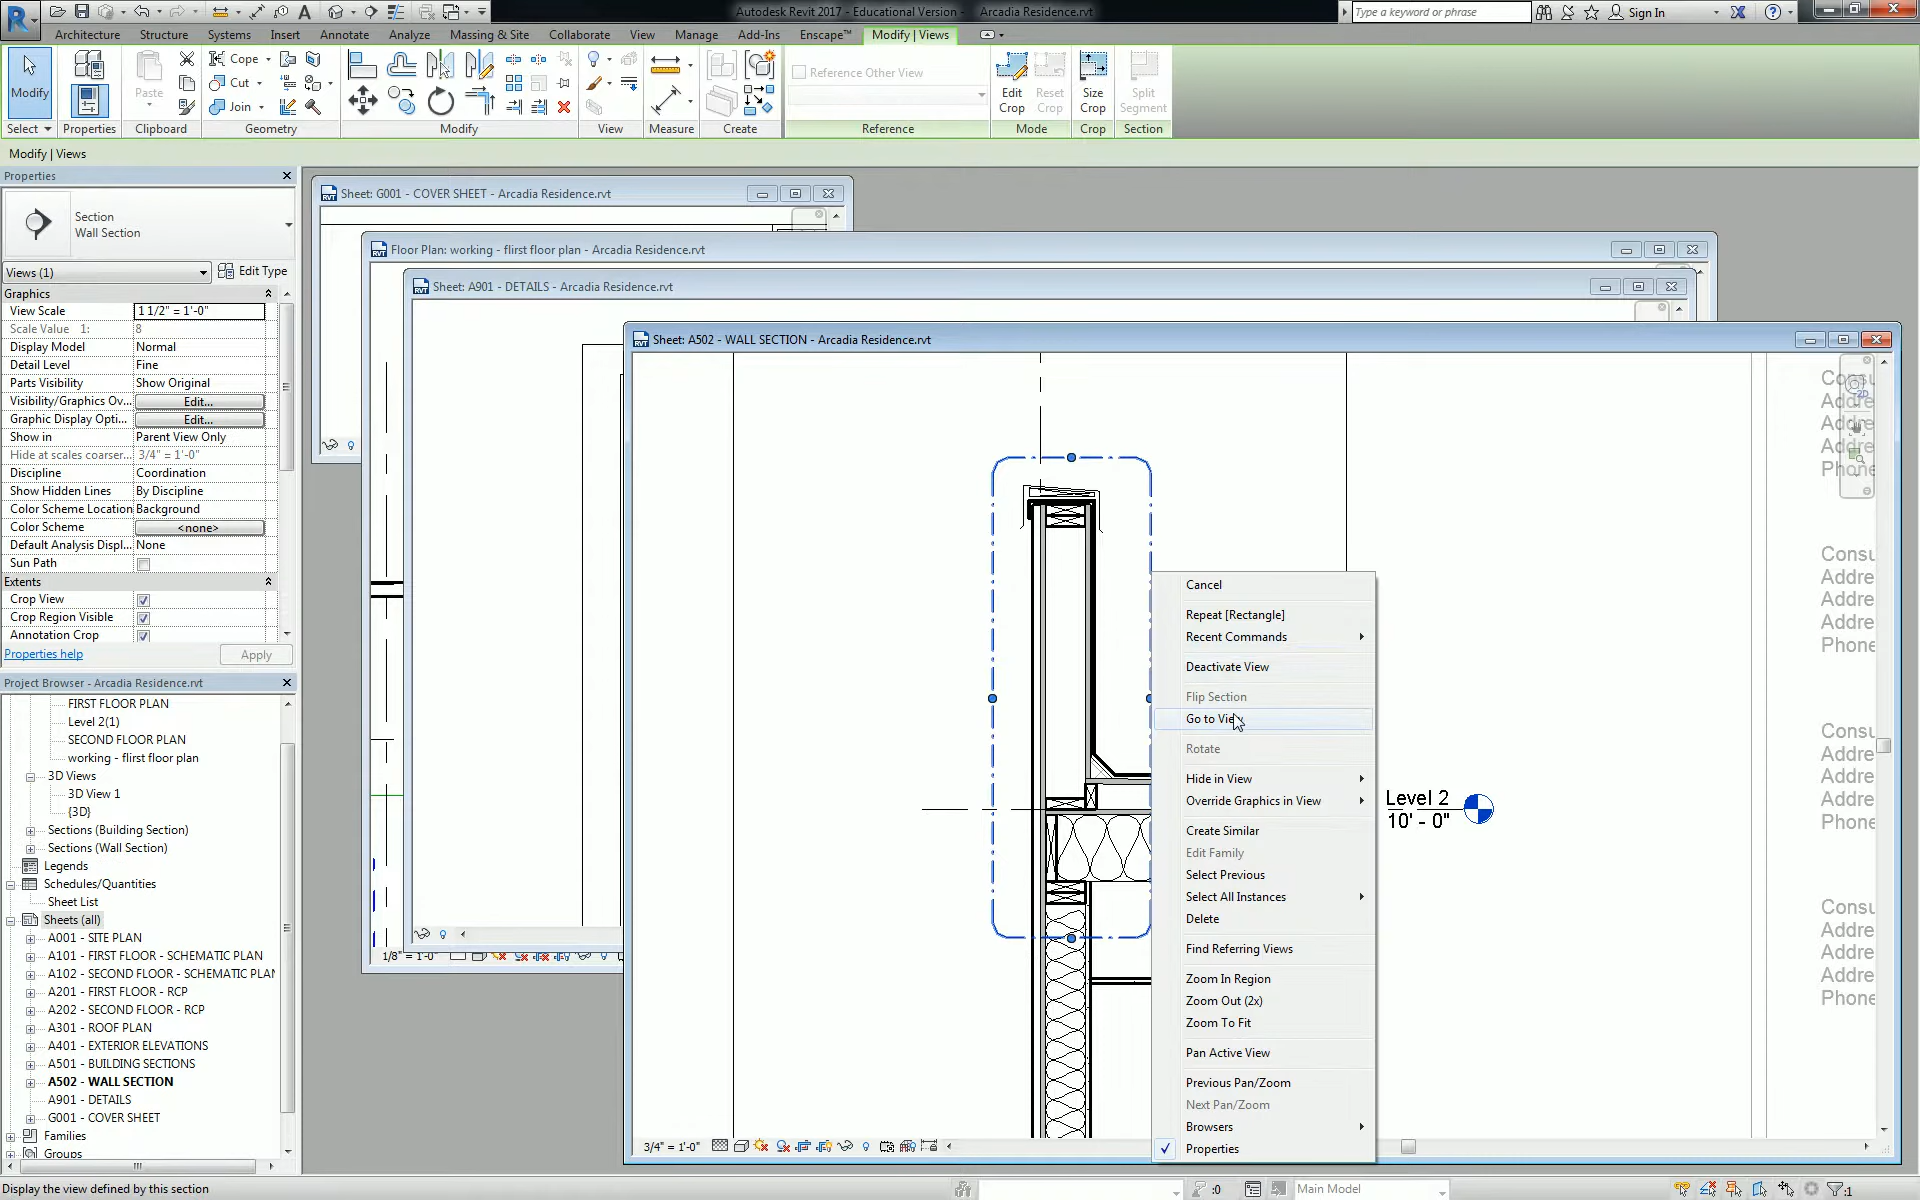 Autodesk Revit 2017 - Educational Version - Arcadia Residence.rvt
Type a keyword or phrase
Sign In
Architecture Structure Systems Insert Annotate Analyze Massing & Site Collaborate View Manage Add-Ins Enscape™ Modify | Views
Modify
Paste
Cope
Cut
Join
Reference Other View
Edit Crop
Reset Crop
Size Crop
Split Segment
Select Properties Clipboard Geometry Modify View Measure Create Reference Mode Crop Section
Modify | Views
Properties
Section
Wall Section
Views (1)
Edit Type
Graphics
View Scale 1 1/2" = 1'-0"
Scale Value 1: 8
Display Model Normal
Detail Level Fine
Parts Visibility Show Original
Visibility/Graphics Ov... Edit...
Graphic Display Opti... Edit...
Show in Parent View Only
Hide at scales coarser... 3/4" = 1'-0"
Discipline Coordination
Show Hidden Lines By Discipline
Color Scheme Location Background
Color Scheme <none>
Default Analysis Displ... None
Sun Path
Extents
Crop View
Crop Region Visible
Annotation Crop
Properties help
Apply
Project Browser - Arcadia Residence.rvt
FIRST FLOOR PLAN
Level 2(1)
SECOND FLOOR PLAN
working - flirst floor plan
3D Views
3D View 1
{3D}
Sections (Building Section)
Sections (Wall Section)
Legends
Schedules/Quantities
Sheet List
Sheets (all)
A001 - SITE PLAN
A101 - FIRST FLOOR - SCHEMATIC PLAN
A102 - SECOND FLOOR - SCHEMATIC PLAN
A201 - FIRST FLOOR - RCP
A202 - SECOND FLOOR - RCP
A301 - ROOF PLAN
A401 - EXTERIOR ELEVATIONS
A501 - BUILDING SECTIONS
A502 - WALL SECTION
A901 - DETAILS
G001 - COVER SHEET
Families
Groups
Sheet: G001 - COVER SHEET - Arcadia Residence.rvt
Floor Plan: working - flirst floor plan - Arcadia Residence.rvt
Sheet: A901 - DETAILS - Arcadia Residence.rvt
1/8" = 1'-0"
Sheet: A502 - WALL SECTION - Arcadia Residence.rvt
Cancel
Repeat [Rectangle]
Recent Commands
Deactivate View
Flip Section
Go to View
Rotate
Hide in View
Override Graphics in View
Create Similar
Edit Family
Select Previous
Select All Instances
Delete
Find Referring Views
Zoom In Region
Zoom Out (2x)
Zoom To Fit
Pan Active View
Previous Pan/Zoom
Next Pan/Zoom
Browsers
Properties
Level 2
10' - 0"
Consu
Addre
Addre
Addre
Phone
Consu
Addre
Addre
Addre
Phone
Consu
Addre
Addre
Addre
Phone
Consu
Addre
Addre
Addre
Phone
3/4" = 1'-0"
Display the view defined by this section
:0
Main Model
:1